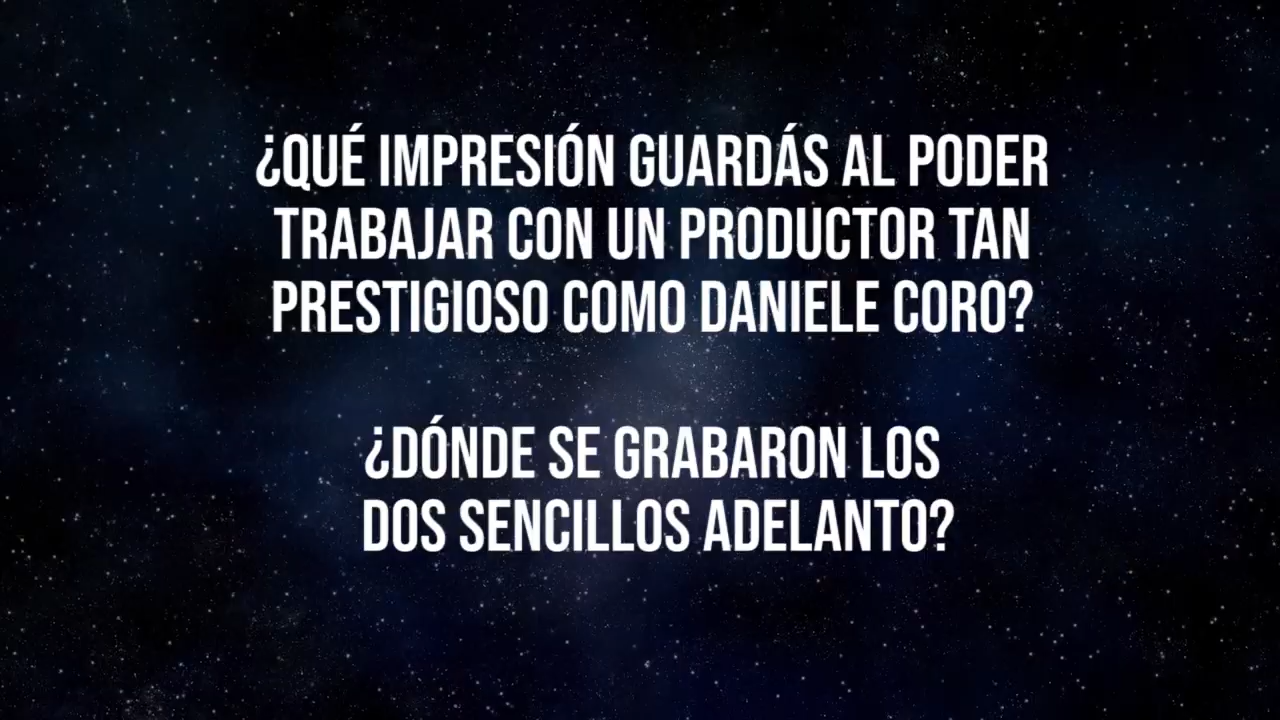 ¿QUÉ IMPRESIÓN GUARDÁS AL PODER
TRABAJAR CON UN PRODUCTOR TAN
PRESTIGIOSO COMO DANIELE CORO?
¿DÓNDE SE GRABARON LOS
DOS SENCILLOS ADELANTO?